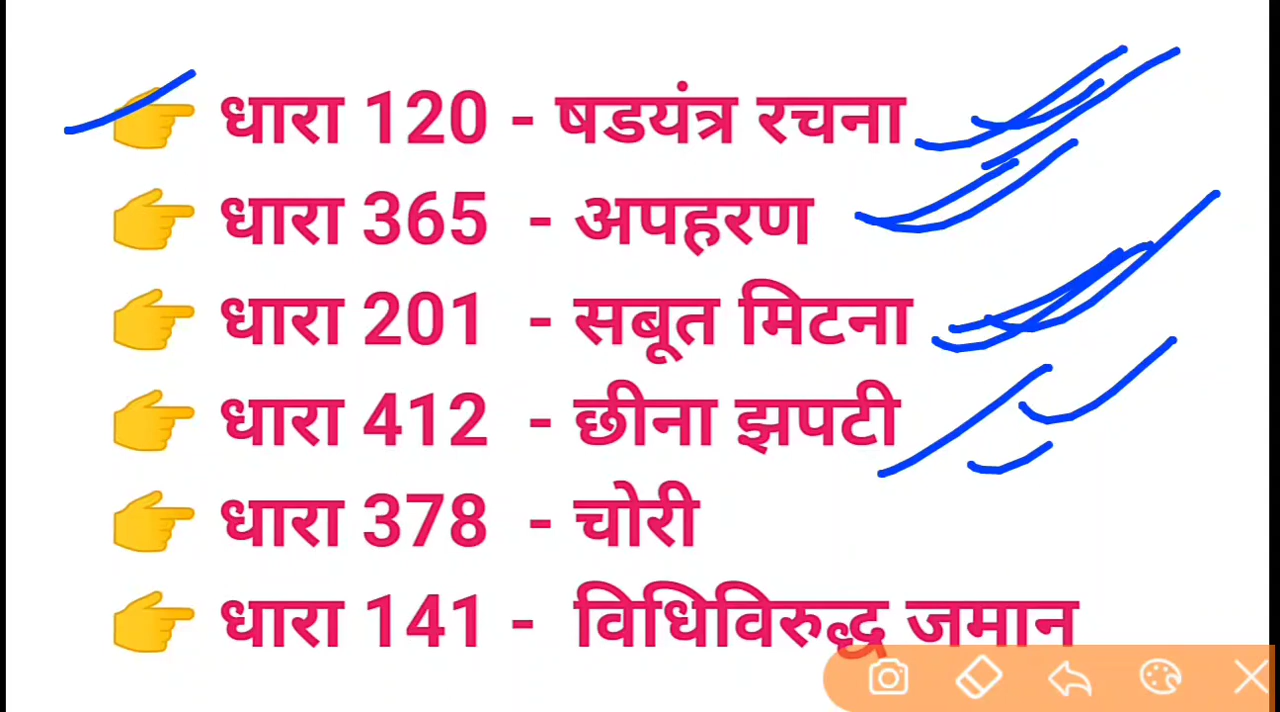 👉 धारा 120 - षडयंत्र रचना
👉 धारा 365 - अपहरण
👉 धारा 201 - सबूत मिटना
👉 धारा 412 - छीना झपटी
👉 धारा 378 - चोरी
👉 धारा 141 - विधिविरुद्ध जमान